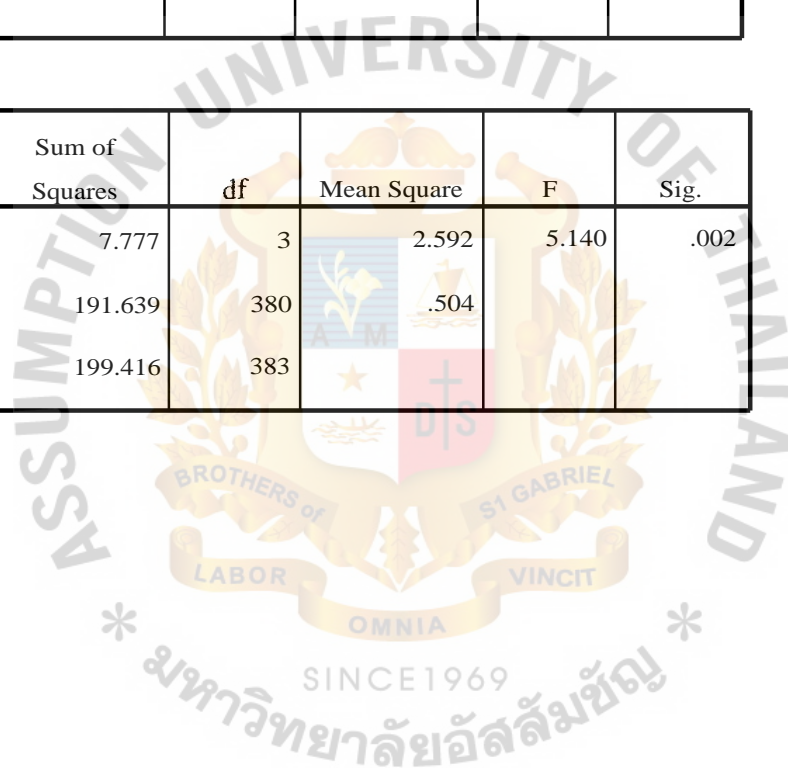 Sum of
Squares df Mean Square F Sig.
7.777 3 2.592 5.140 .002
191.639 380 .504
199.416 383
ASSUMPTION UNIVERSITY OF THAILAND
A M
D S
BROTHERS of ST GABRIEL
LABOR VINCIT
OMNIA
SINCE1969
* มหาวิทยาลัยอัสสัมชัญ *